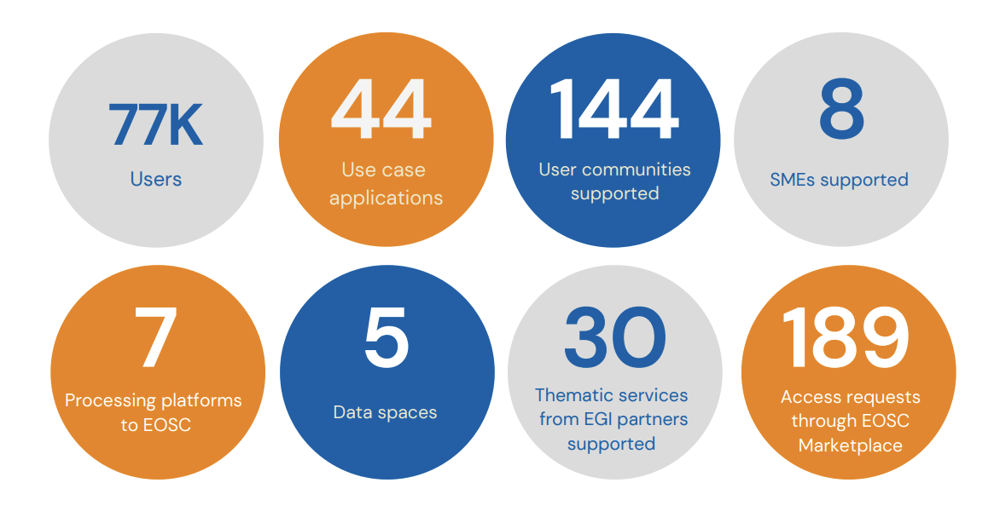 77K
Users
44
Use case
applications
144
User communities
supported
8
SMEs supported
7
Processing platforms
to EOSC
5
Data spaces
30
Thematic services
from EGI partners
supported
189
Access requests
through EOSC
Marketplace